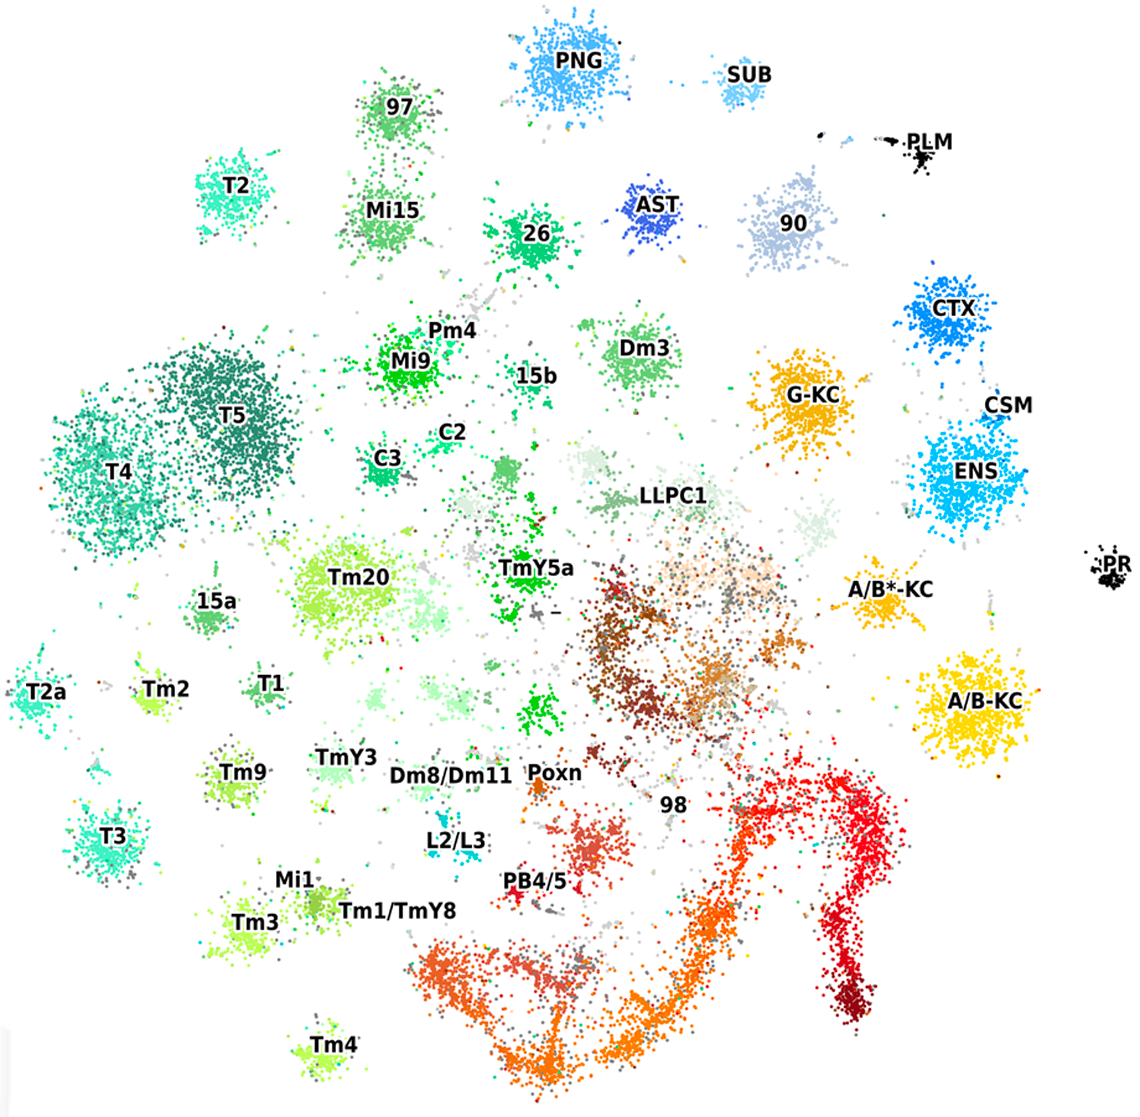 PNG
SUB
97
PLM
T2
Mi15
AST
26
90
CTX
Pm4
Dm3
Mi9
15b
G-KC
CSM
T5
C2
C3
T4
ENS
LLPC1
TmY5a
PR
Tm20
A/B*-KC
15a
–
T1
Tm2
T2a
A/B-KC
TmY3
Tm9
Dm8/Dm11
Poxn
98
T3
L2/L3
Mi1
PB4/5
Tm1/TmY8
Tm3
Tm4